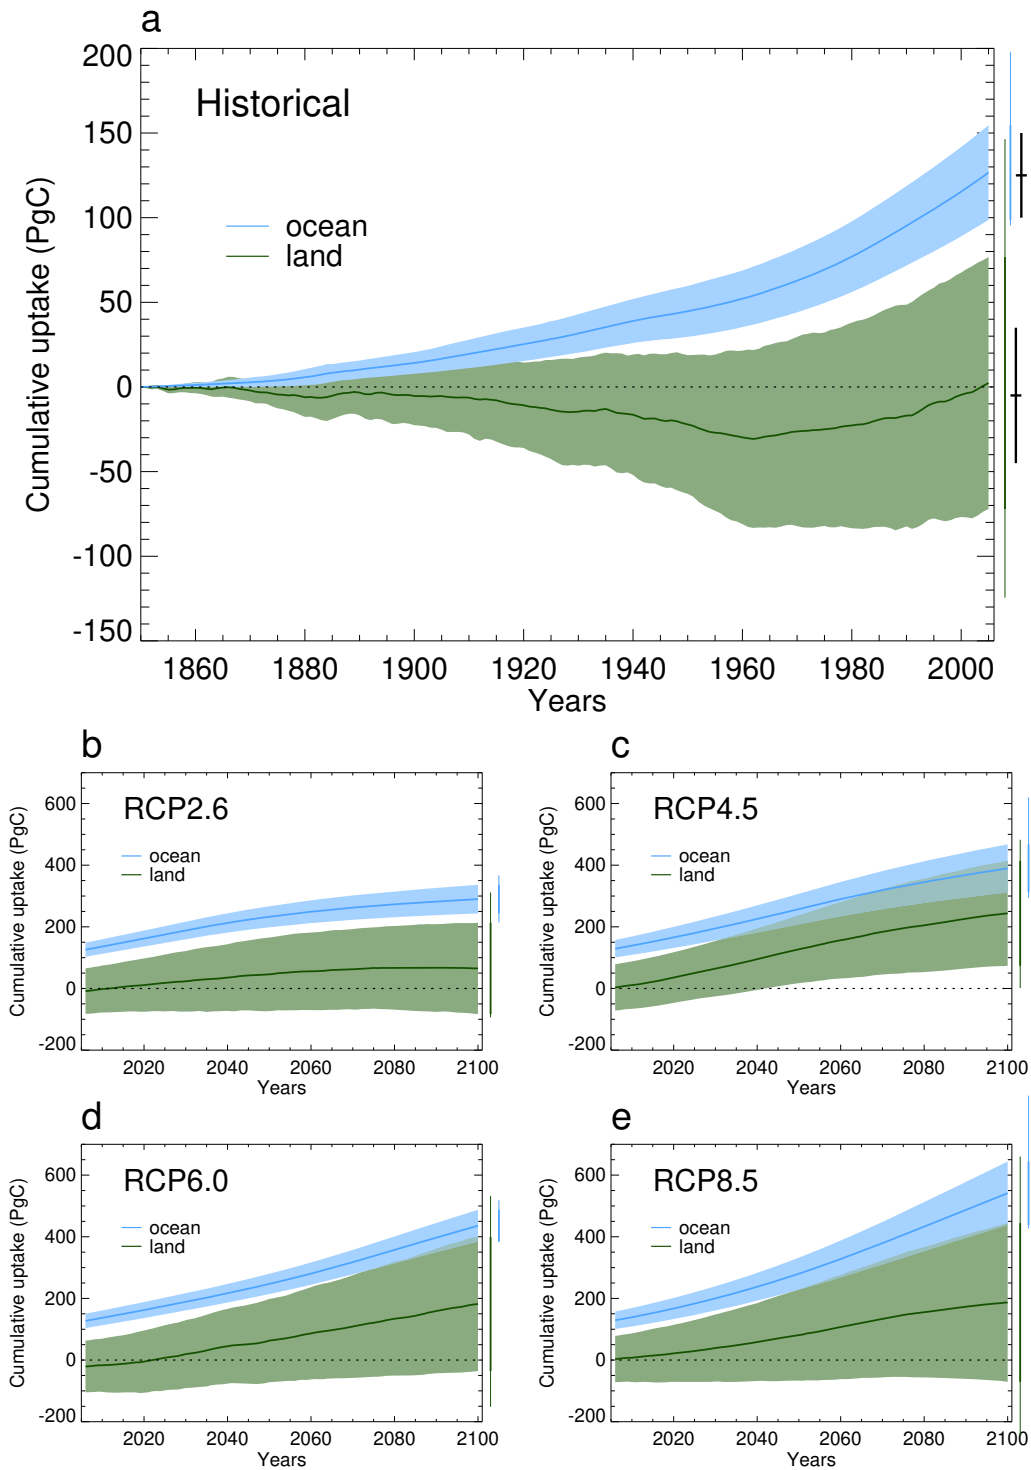 a
200
150
100
50
0
-50
-100
-150
Cumulative uptake (PgC)
Historical
ocean
land
1860 1880 1900 1920 1940 1960 1980 2000
Years
b
600
400
200
0
-200
Cumulative uptake (PgC)
RCP2.6
ocean
land
2020 2040 2060 2080 2100
Years
c
600
400
200
0
-200
Cumulative uptake (PgC)
RCP4.5
ocean
land
2020 2040 2060 2080 2100
Years
d
600
400
200
0
-200
Cumulative uptake (PgC)
RCP6.0
ocean
land
2020 2040 2060 2080 2100
Years
e
600
400
200
0
-200
Cumulative uptake (PgC)
RCP8.5
ocean
land
2020 2040 2060 2080 2100
Years